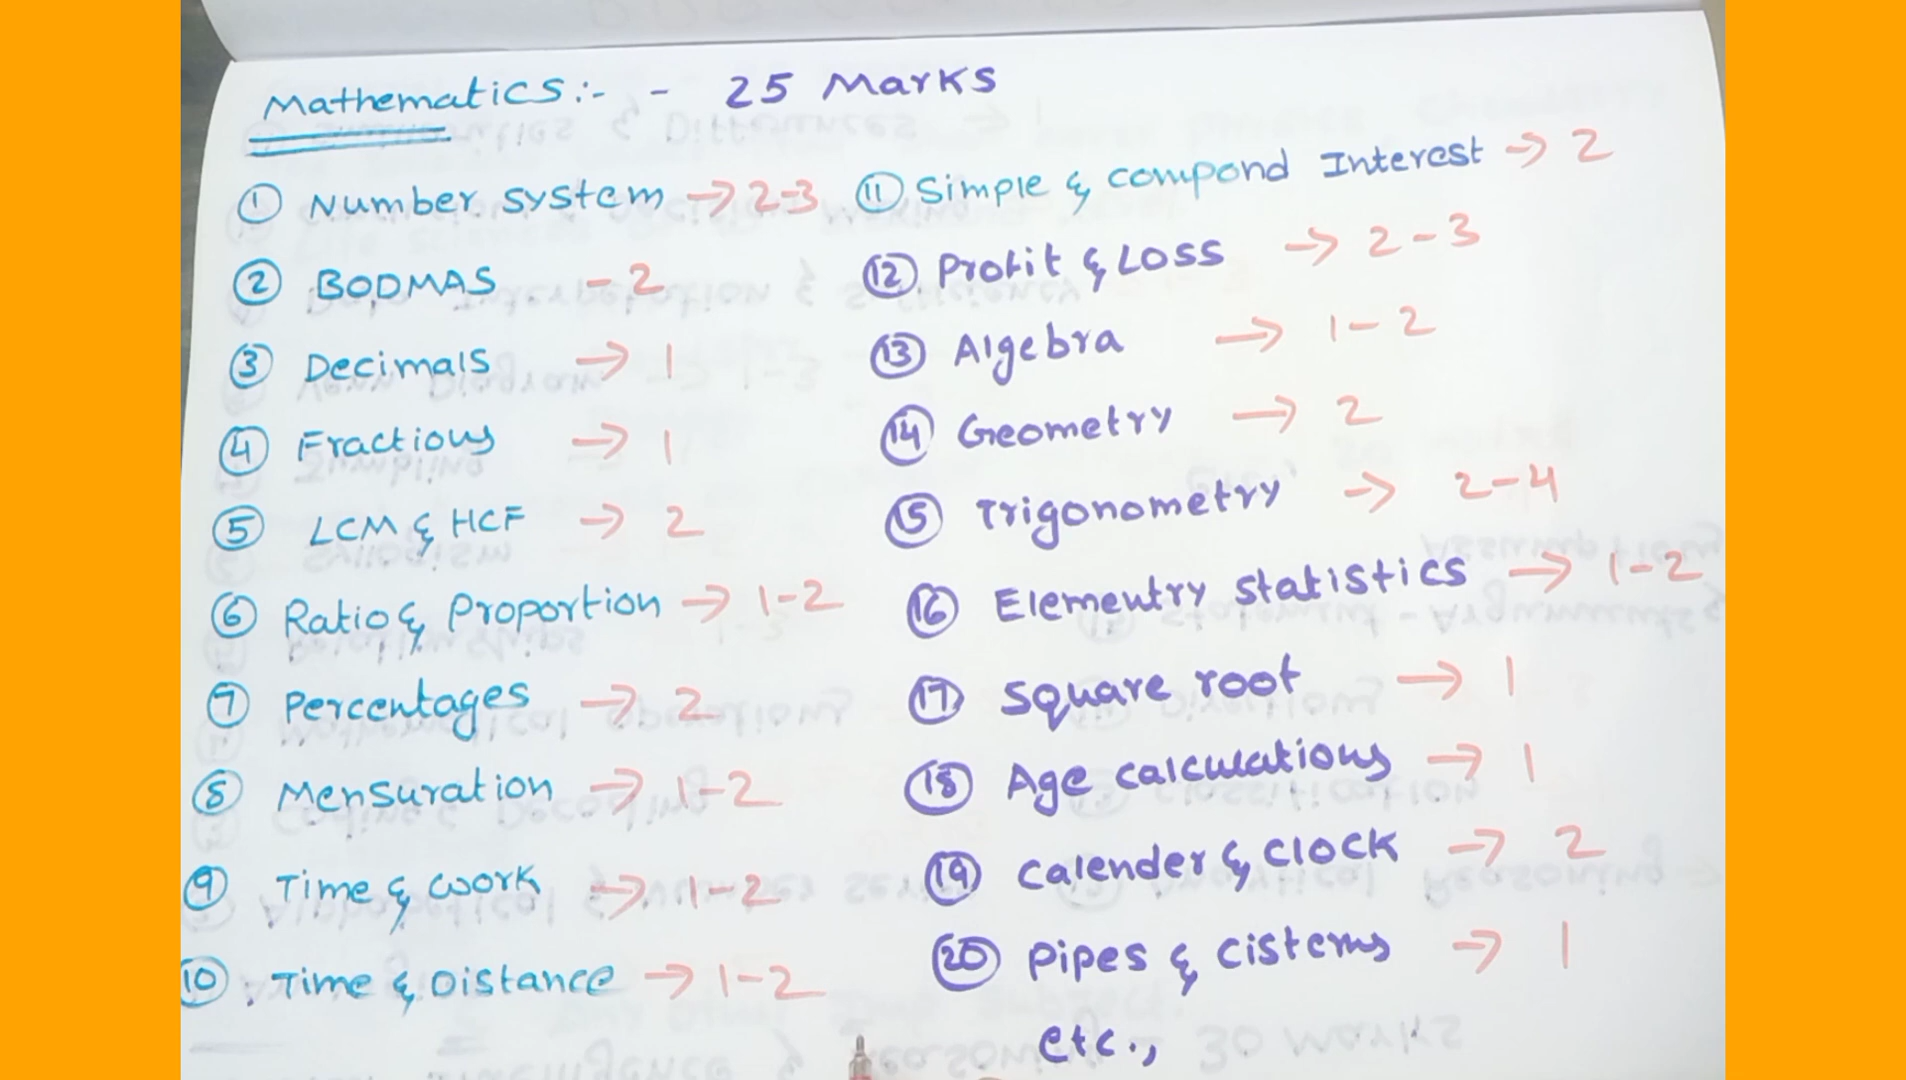 Mathematics:- - 25 Marks
① Number system → 2-3
② BODMAS - 2
③ Decimals → 1
④ Fractions → 1
⑤ LCM & HCF → 2
⑥ Ratio & Proportion → 1-2
⑦ Percentages → 2
⑧ Mensuration → 1-2
⑨ Time & work → 1-2
⑩ Time & Distance → 1-2
⑪ Simple & compond Interest → 2
⑫ Profit & Loss → 2-3
⑬ Algebra → 1-2
⑭ Geometry → 2
⑮ Trigonometry → 2-4
⑯ Elementry statistics → 1-2
⑰ Square root → 1
⑱ Age calculations → 1
⑲ Calender & Clock → 2
⑳ Pipes & Cisterns → 1
etc.,